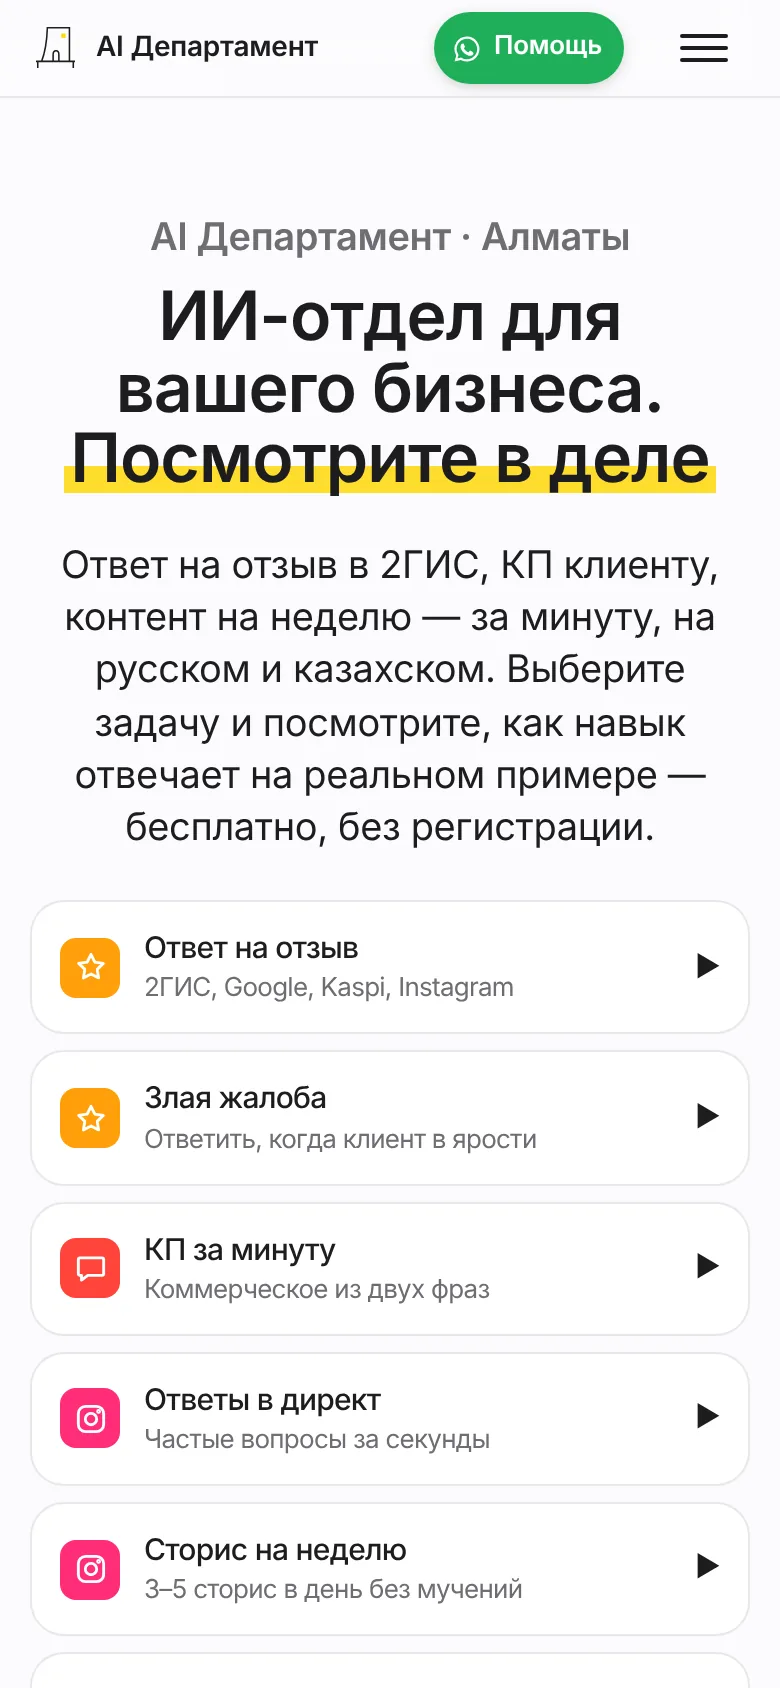 AI Департамент
Помощь
AI Департамент · Алматы
ИИ-отдел для
вашего бизнеса.
Посмотрите в деле
Ответ на отзыв в 2ГИС, КП клиенту,
контент на неделю — за минуту, на
русском и казахском. Выберите
задачу и посмотрите, как навык
отвечает на реальном примере —
бесплатно, без регистрации.
Ответ на отзыв
2ГИС, Google, Kaspi, Instagram
Злая жалоба
Ответить, когда клиент в ярости
КП за минуту
Коммерческое из двух фраз
Ответы в директ
Частые вопросы за секунды
Сторис на неделю
3–5 сторис в день без мучений